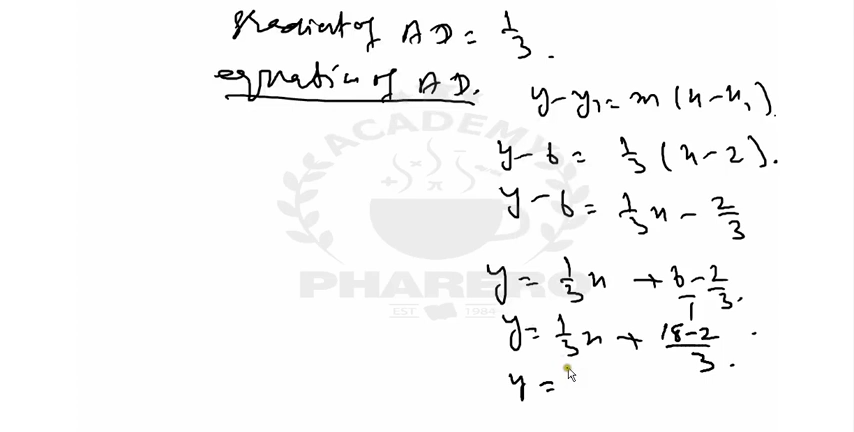 gradient of AD = 1/3.
equation of AD.
y - y₁ = m (x - x₁).
y - 6 = 1/3 (x - 2).
y - 6 = 1/3 x - 2/3
y = 1/3 x + 6/1 - 2/3.
y = 1/3 x + (18-2)/3.
y =
ACADEMY
PHARERO
EST 1984